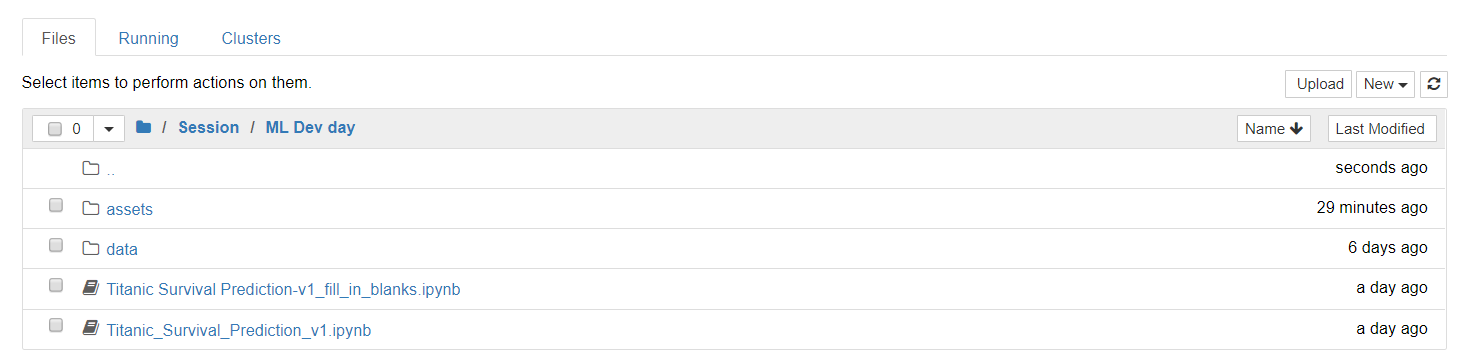 Files Running Clusters
Select items to perform actions on them. Upload New
0 / Session / ML Dev day Name Last Modified
.. seconds ago
assets 29 minutes ago
data 6 days ago
Titanic Survival Prediction-v1_fill_in_blanks.ipynb a day ago
Titanic_Survival_Prediction_v1.ipynb a day ago